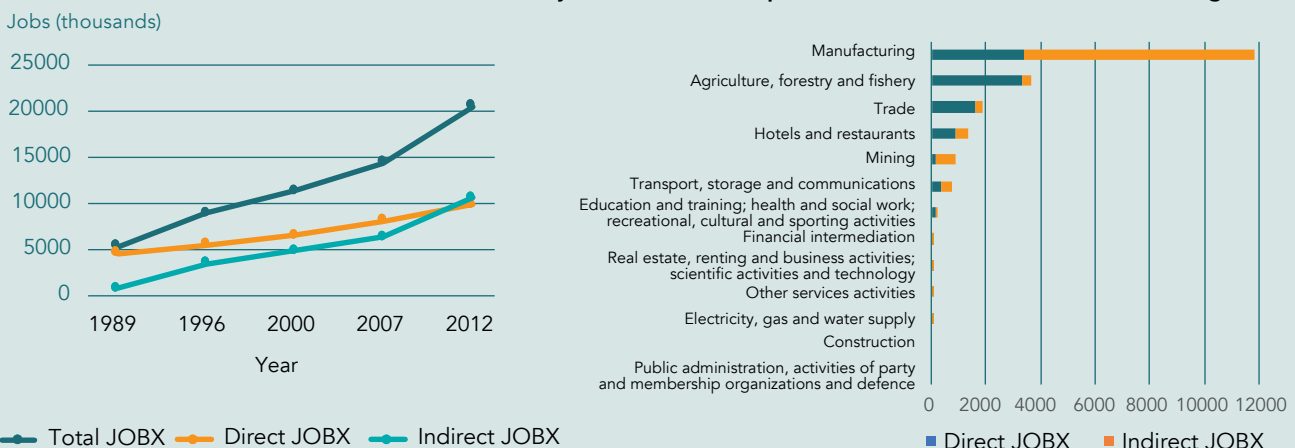 Jobs (thousands)
25000
20000
15000
10000
5000
0
1989 1996 2000 2007 2012
Year
Total JOBX Direct JOBX Indirect JOBX
Manufacturing
Agriculture, forestry and fishery
Trade
Hotels and restaurants
Mining
Transport, storage and communications
Education and training; health and social work;
recreational, cultural and sporting activities
Financial intermediation
Real estate, renting and business activities;
scientific activities and technology
Other services activities
Electricity, gas and water supply
Construction
Public administration, activities of party
and membership organizations and defence
0 2000 4000 6000 8000 10000 12000
Direct JOBX Indirect JOBX